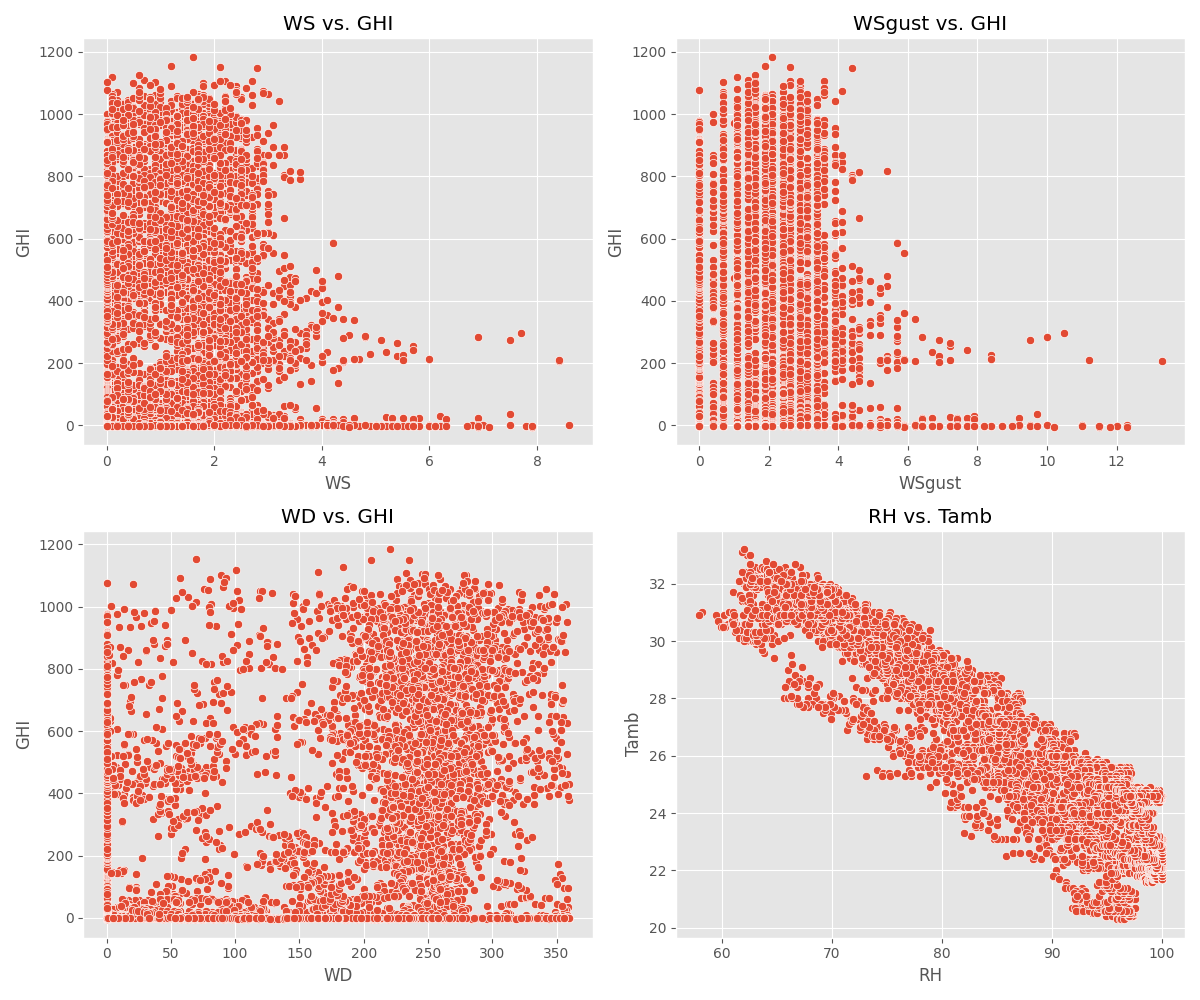 WS vs. GHI
1200
1000
800
600
400
200
0
GHI
0 2 4 6 8
WS
WSgust vs. GHI
1200
1000
800
600
400
200
0
GHI
0 2 4 6 8 10 12
WSgust
WD vs. GHI
1200
1000
800
600
400
200
0
GHI
0 50 100 150 200 250 300 350
WD
RH vs. Tamb
32
30
28
26
24
22
20
Tamb
60 70 80 90 100
RH